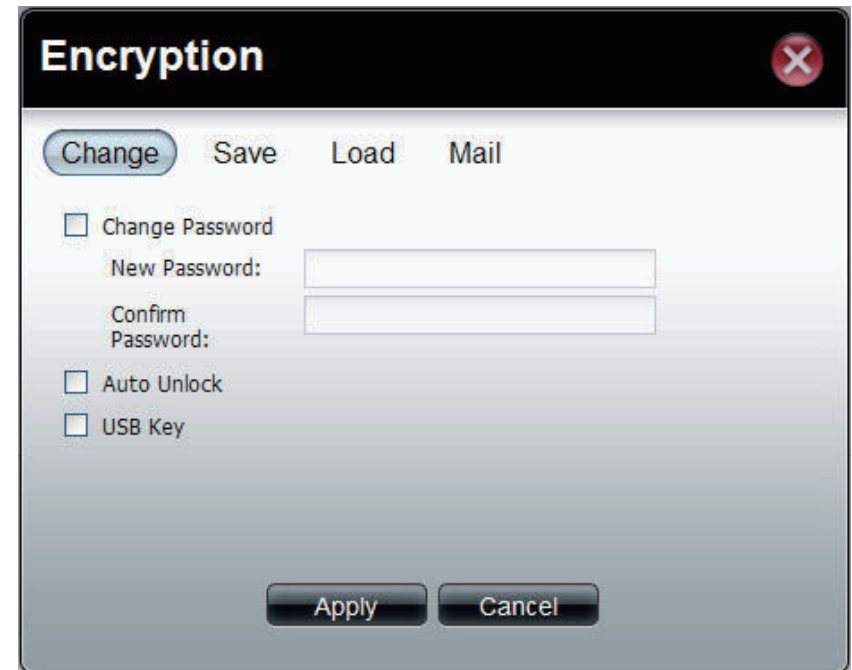 Encryption
Change Save Load Mail
Change Password
New Password:
Confirm
Password:
Auto Unlock
USB Key
Apply Cancel